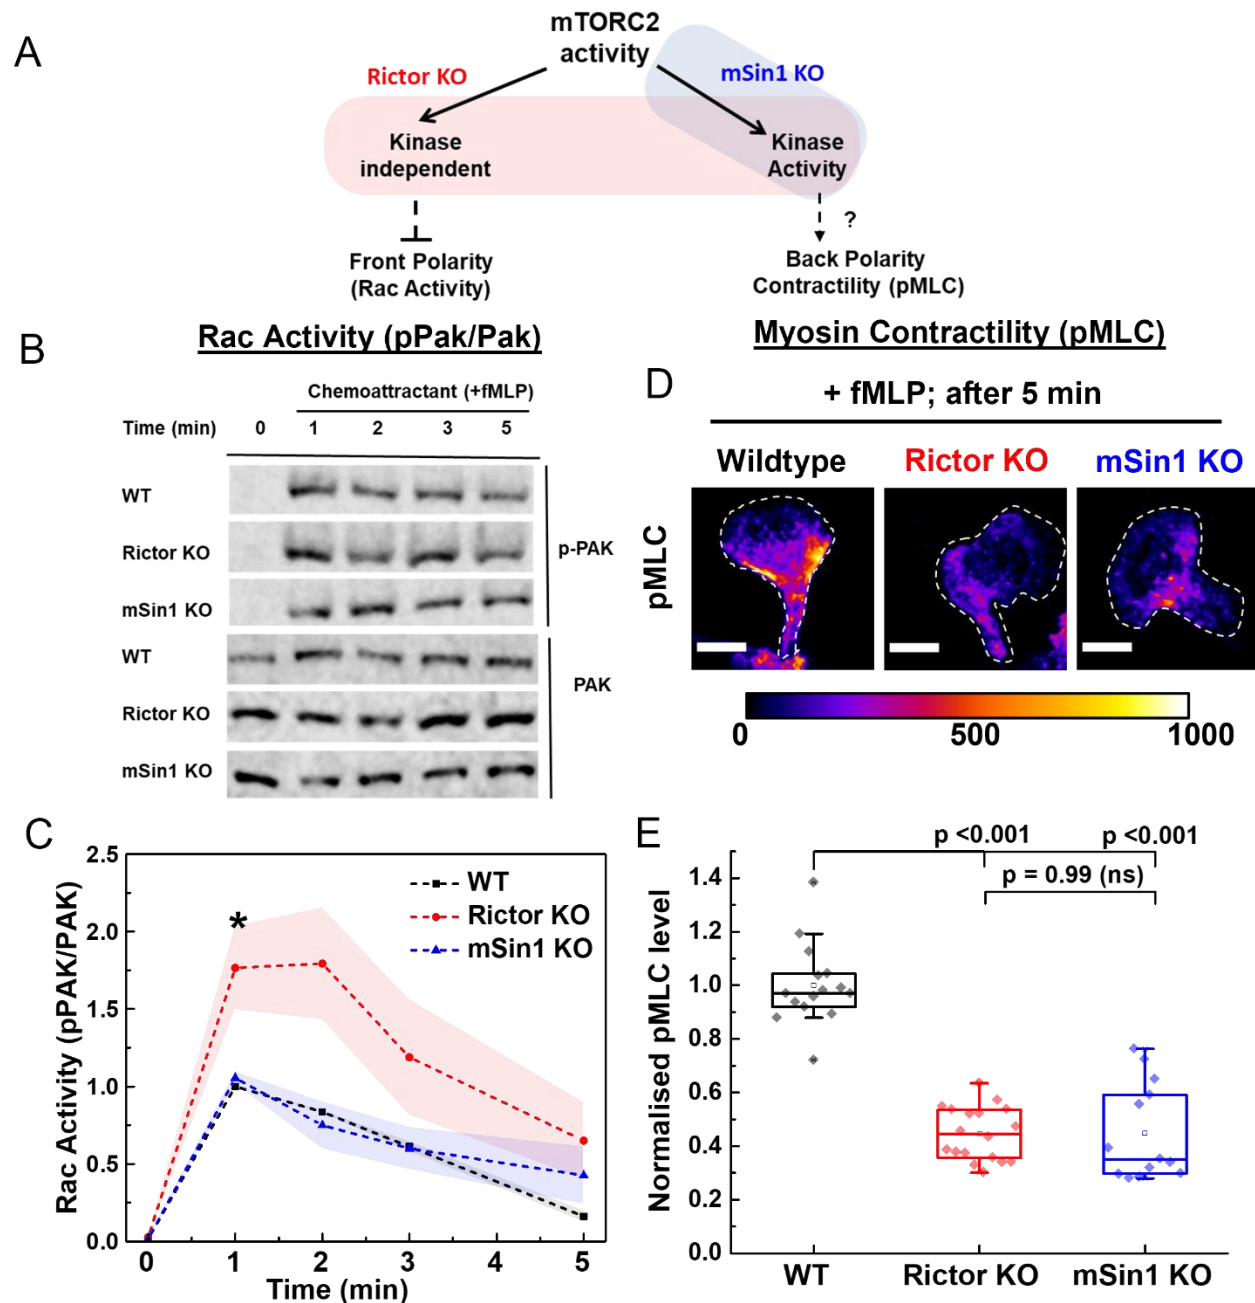 A
mTORC2
activity
Rictor KO
mSin1 KO
Kinase
independent
Kinase
Activity
?
Front Polarity
(Rac Activity)
Back Polarity
Contractility (pMLC)
B
Rac Activity (pPak/Pak)
Chemoattractant (+fMLP)
Time (min) 0 1 2 3 5
WT
Rictor KO
p-PAK
mSin1 KO
WT
PAK
Rictor KO
mSin1 KO
Myosin Contractility (pMLC)
D
+ fMLP; after 5 min
Wildtype Rictor KO mSin1 KO
pMLC
0 500 1000
C
2.5
2.0
1.5
1.0
0.5
0.0
Rac Activity (pPAK/PAK)
*
WT
Rictor KO
mSin1 KO
0 1 2 3 4 5
Time (min)
E
p <0.001 p <0.001
p = 0.99 (ns)
1.4
1.2
1.0
0.8
0.6
0.4
0.2
0.0
Normalised pMLC level
WT Rictor KO mSin1 KO